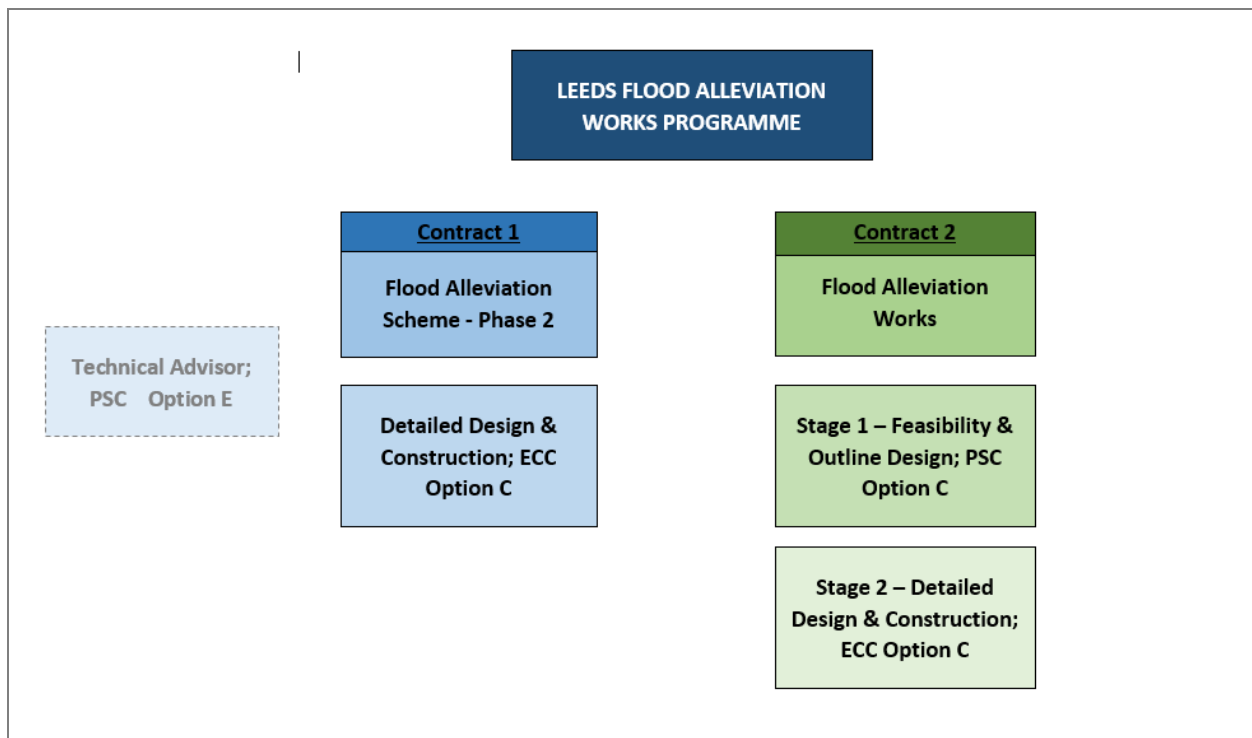 LEEDS FLOOD ALLEVIATION
WORKS PROGRAMME
Contract 1
Flood Alleviation
Scheme - Phase 2
Detailed Design &
Construction; ECC
Option C
Contract 2
Flood Alleviation
Works
Stage 1 – Feasibility &
Outline Design; PSC
Option C
Stage 2 – Detailed
Design & Construction;
ECC Option C
Technical Advisor;
PSC Option E